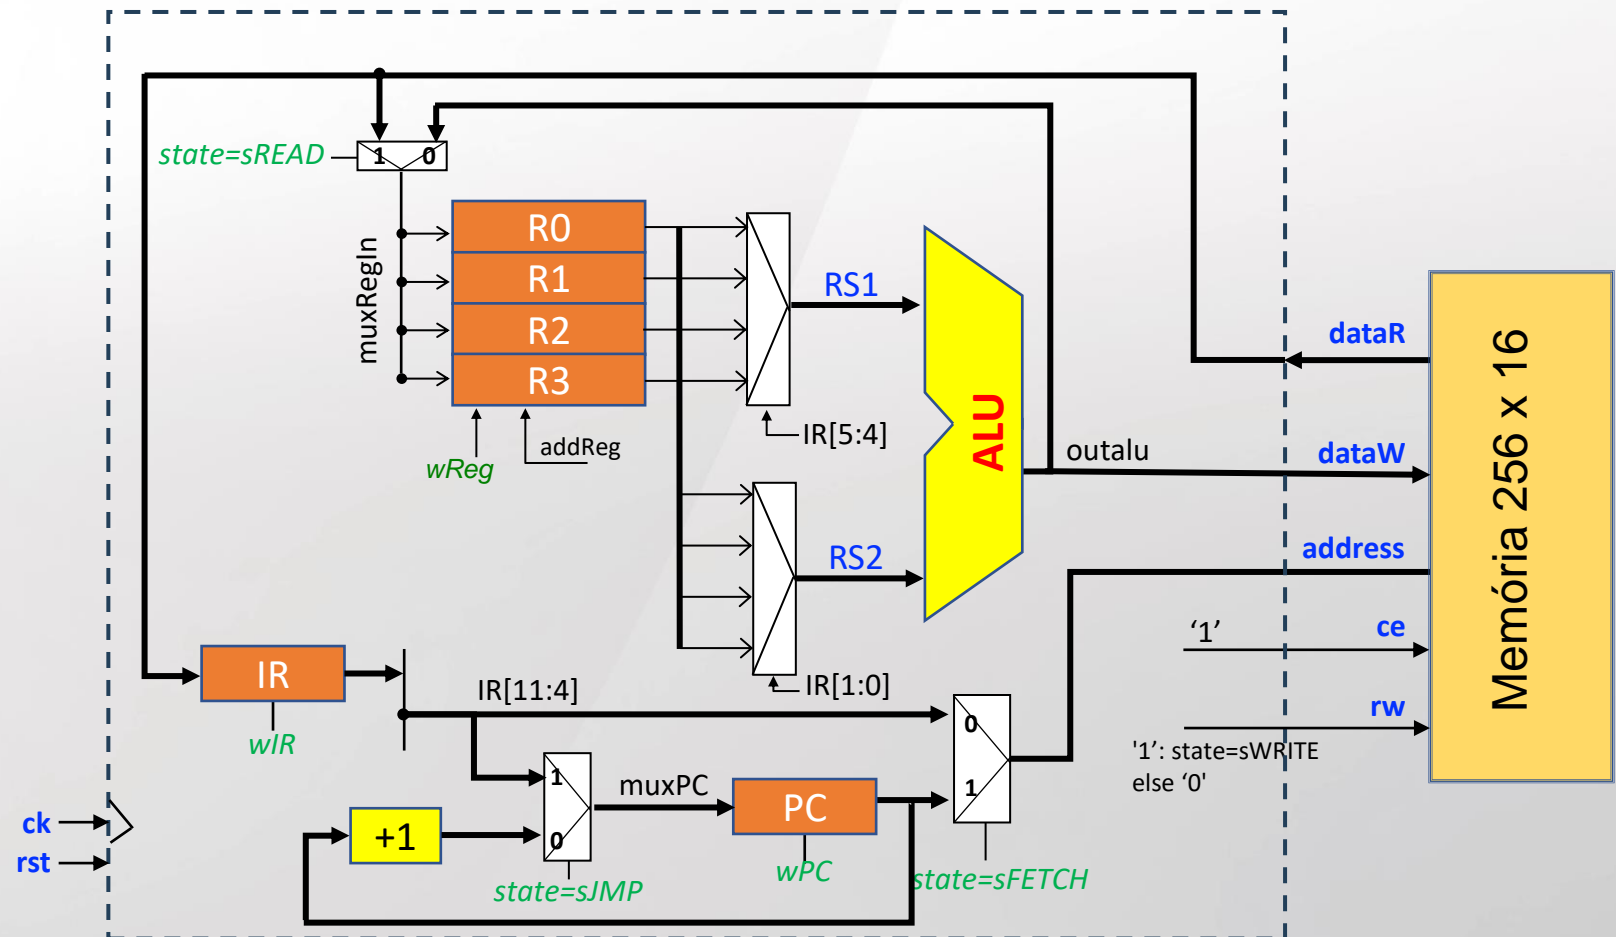 state=sREAD
1
0
muxRegIn
R0
R1
R2
R3
wReg
addReg
RS1
IR[5:4]
RS2
IR[1:0]
ALU
outalu
dataR
dataW
address
ce
'1'
rw
'1': state=sWRITE
else '0'
Memória 256 x 16
IR
wIR
IR[11:4]
0
1
state=sFETCH
1
0
state=sJMP
muxPC
PC
wPC
+1
ck
rst